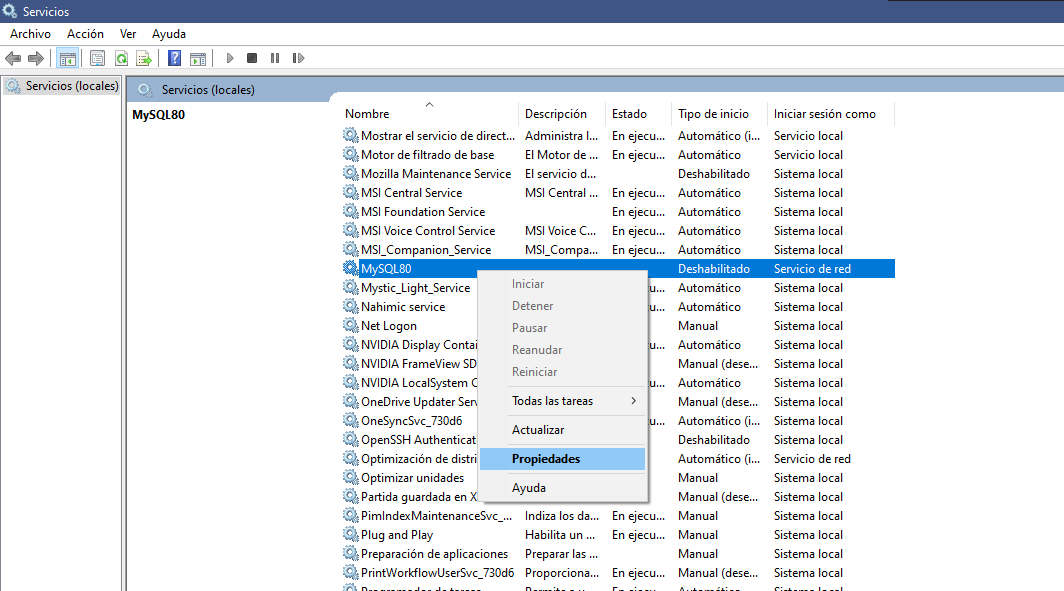 Servicios
Archivo Acción Ver Ayuda
Servicios (locales)
Servicios (locales)
MySQL80
Nombre Descripción Estado Tipo de inicio Iniciar sesión como
Mostrar el servicio de direct... Administra l... En ejecu... Automático (i... Servicio local
Motor de filtrado de base El Motor de ... En ejecu... Automático Servicio local
Mozilla Maintenance Service El servicio d... Deshabilitado Sistema local
MSI Central Service MSI Central ... En ejecu... Automático Sistema local
MSI Foundation Service En ejecu... Automático Sistema local
MSI Voice Control Service MSI Voice C... En ejecu... Automático Sistema local
MSI_Companion_Service MSI_Compa... En ejecu... Automático Sistema local
MySQL80 Deshabilitado Servicio de red
Mystic_Light_Service u... Automático Sistema local
Nahimic service u... Automático Sistema local
Net Logon Manual Sistema local
NVIDIA Display Contai u... Automático Sistema local
NVIDIA FrameView SD Manual (dese... Sistema local
NVIDIA LocalSystem C u... Automático Sistema local
OneDrive Updater Serv Manual (dese... Sistema local
OneSyncSvc_730d6 u... Automático (i... Sistema local
OpenSSH Authenticat Deshabilitado Sistema local
Optimización de distri Automático (i... Servicio de red
Optimizar unidades Manual Sistema local
Partida guardada en X Manual (dese... Sistema local
PimIndexMaintenanceSvc_... Indiza los da... En ejecu... Manual Sistema local
Plug and Play Habilita un ... En ejecu... Manual Sistema local
Preparación de aplicaciones Preparar las ... Manual Sistema local
PrintWorkflowUserSvc_730d6 Proporciona... En ejecu... Manual (dese... Sistema local
Iniciar
Detener
Pausar
Reanudar
Reiniciar
Todas las tareas
Actualizar
Propiedades
Ayuda